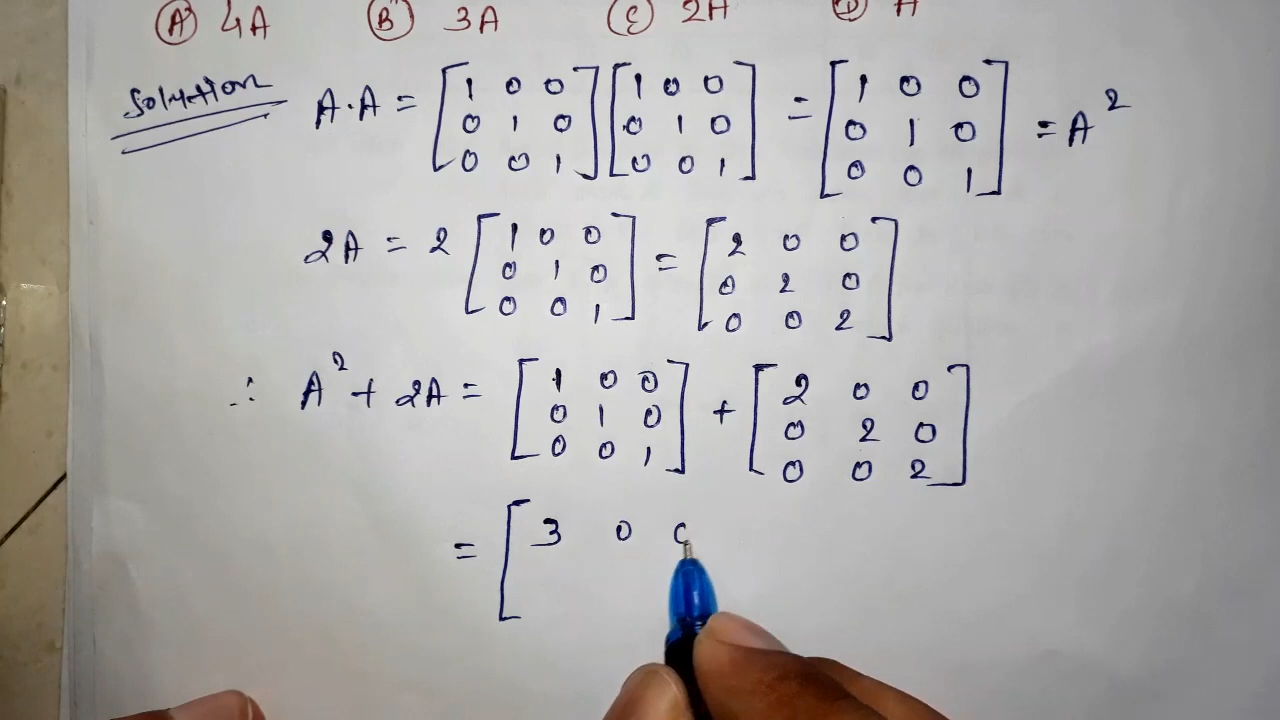 (A) 4A (B) 3A (C) 2A (D) A
Solution A·A = [1 0 0 [1 0 0 = [1 0 0
0 1 0 0 1 0 0 1 0 = A²
0 0 1] 0 0 1] 0 0 1]
2A = 2 [1 0 0 = [2 0 0
0 1 0 0 2 0
0 0 1] 0 0 2]
∴ A² + 2A = [1 0 0 + [2 0 0
0 1 0 0 2 0
0 0 1] 0 0 2]
= [3 0